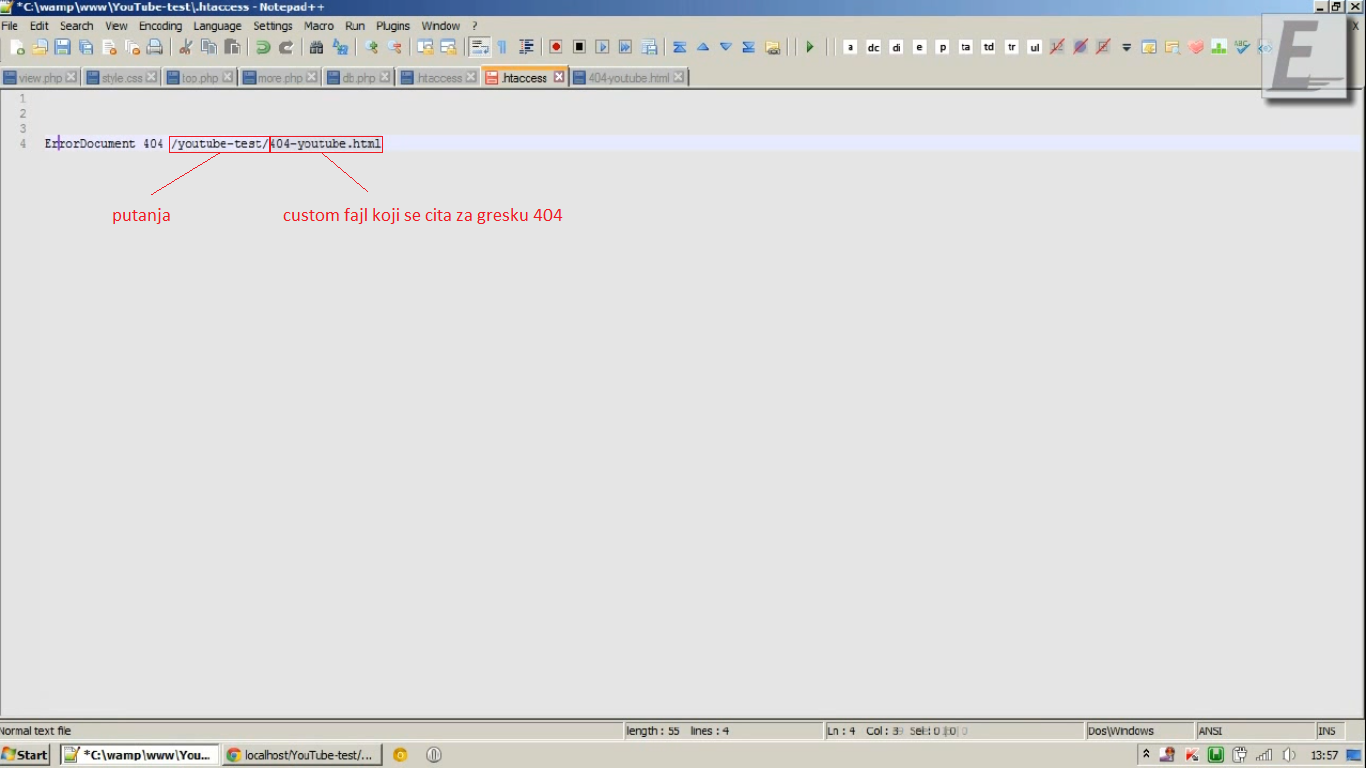 *C:\wamp\www\YouTube-test\.htaccess - Notepad++
File Edit Search View Encoding Language Settings Macro Run Plugins Window ? X
a dc di e p ta td tr ul ABC E
view.php style.css top.php more.php db.php htaccess .htaccess 404-youtube.html
1
2
3
4 ErrorDocument 404 /youtube-test/404-youtube.html
putanja custom fajl koji se cita za gresku 404
Normal text file length : 55 lines : 4 Ln : 4 Col : 39 Sel : 0 Dos\Windows ANSI INS
Start *C:\wamp\www\You... localhost/YouTube-test/... 13:57